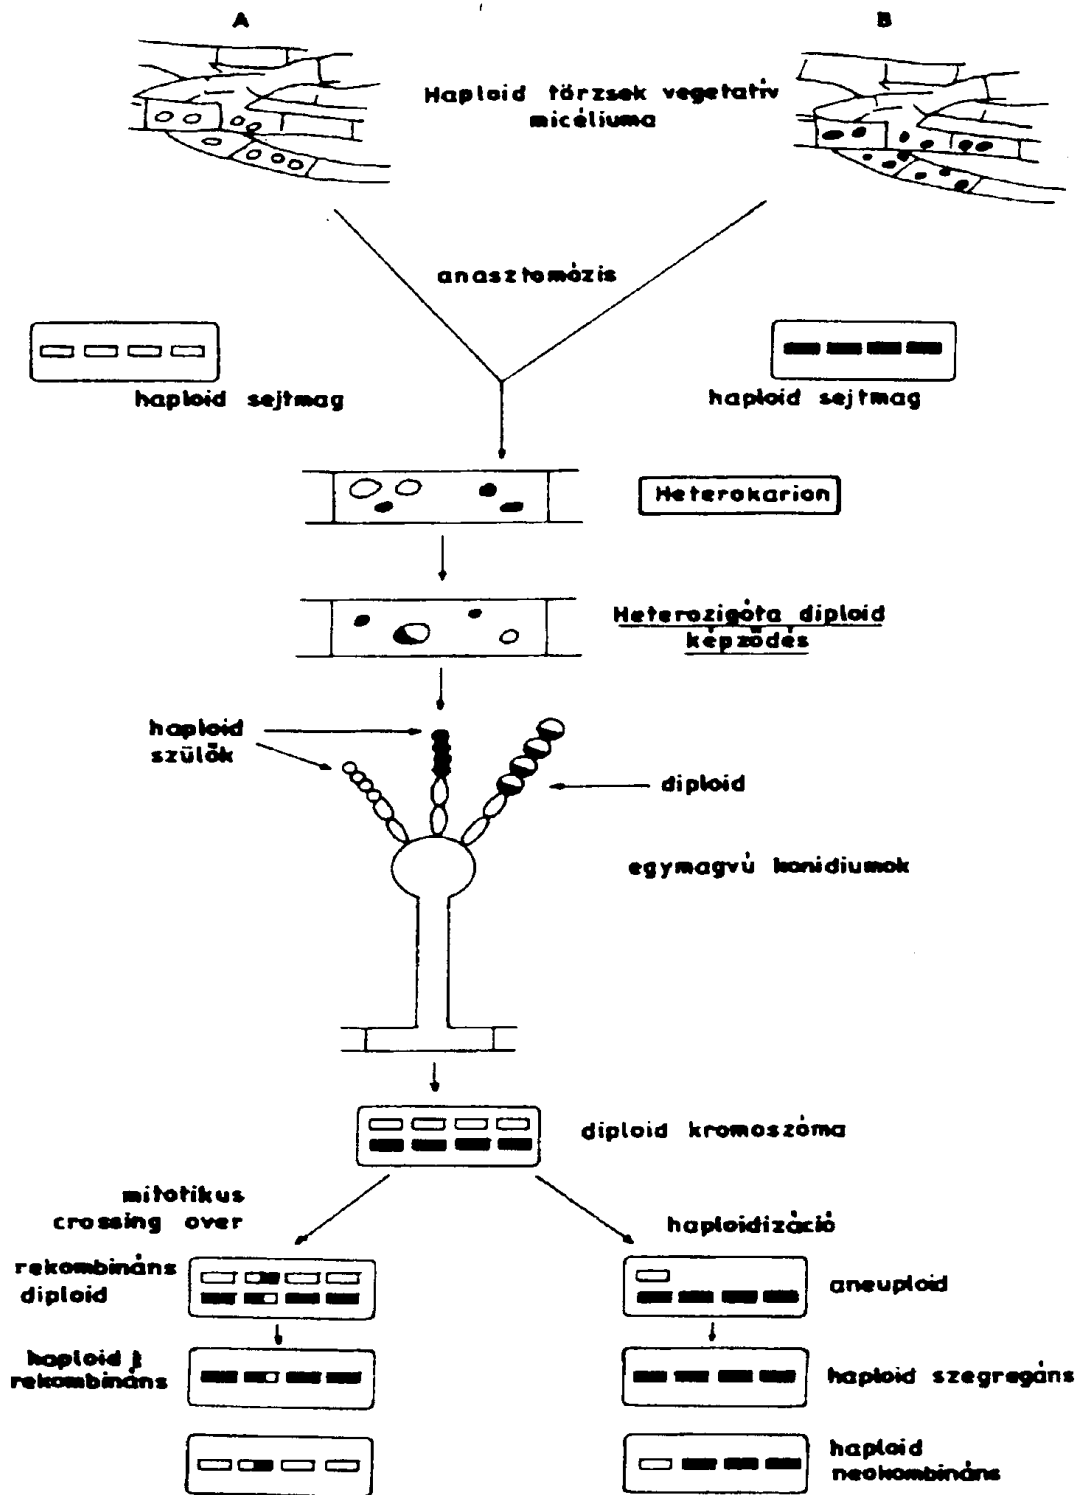 A
B
Haploid törzsek vegetatív
micéliuma
anasztomózis
haploid sejtmag
haploid sejtmag
Heterokarion
Heterozigóta diploid
képződés
haploid
szülők
diploid
egymagvú konidiumok
diploid kromoszóma
mitotikus
crossing over
haploidizáció
rekombináns
diploid
aneuploid
haploid
rekombináns
haploid szegregáns
haploid
neokombináns